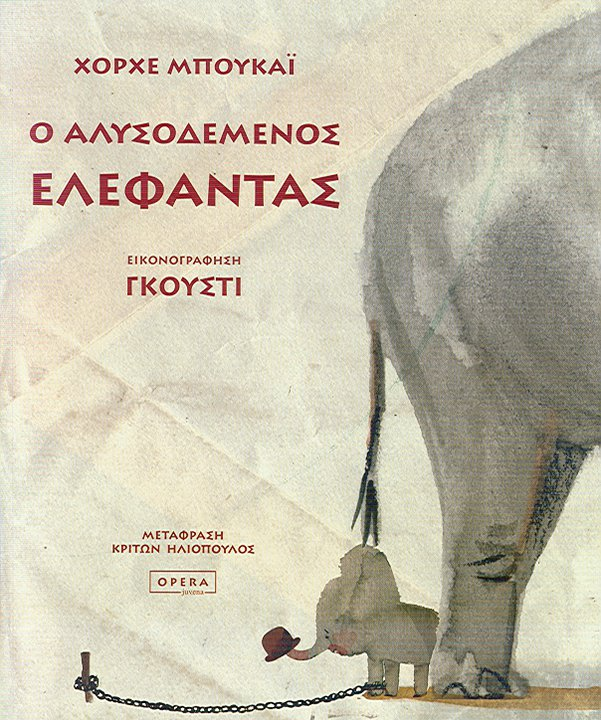 ΧΟΡΧΕ ΜΠΟΥΚΑΪ
Ο ΑΛΥΣΟΔΕΜΕΝΟΣ
ΕΛΕΦΑΝΤΑΣ
ΕΙΚΟΝΟΓΡΑΦΗΣΗ
ΓΚΟΥΣΤΙ
ΜΕΤΑΦΡΑΣΗ
ΚΡΙΤΩΝ ΗΛΙΟΠΟΥΛΟΣ
OPERA
juvena